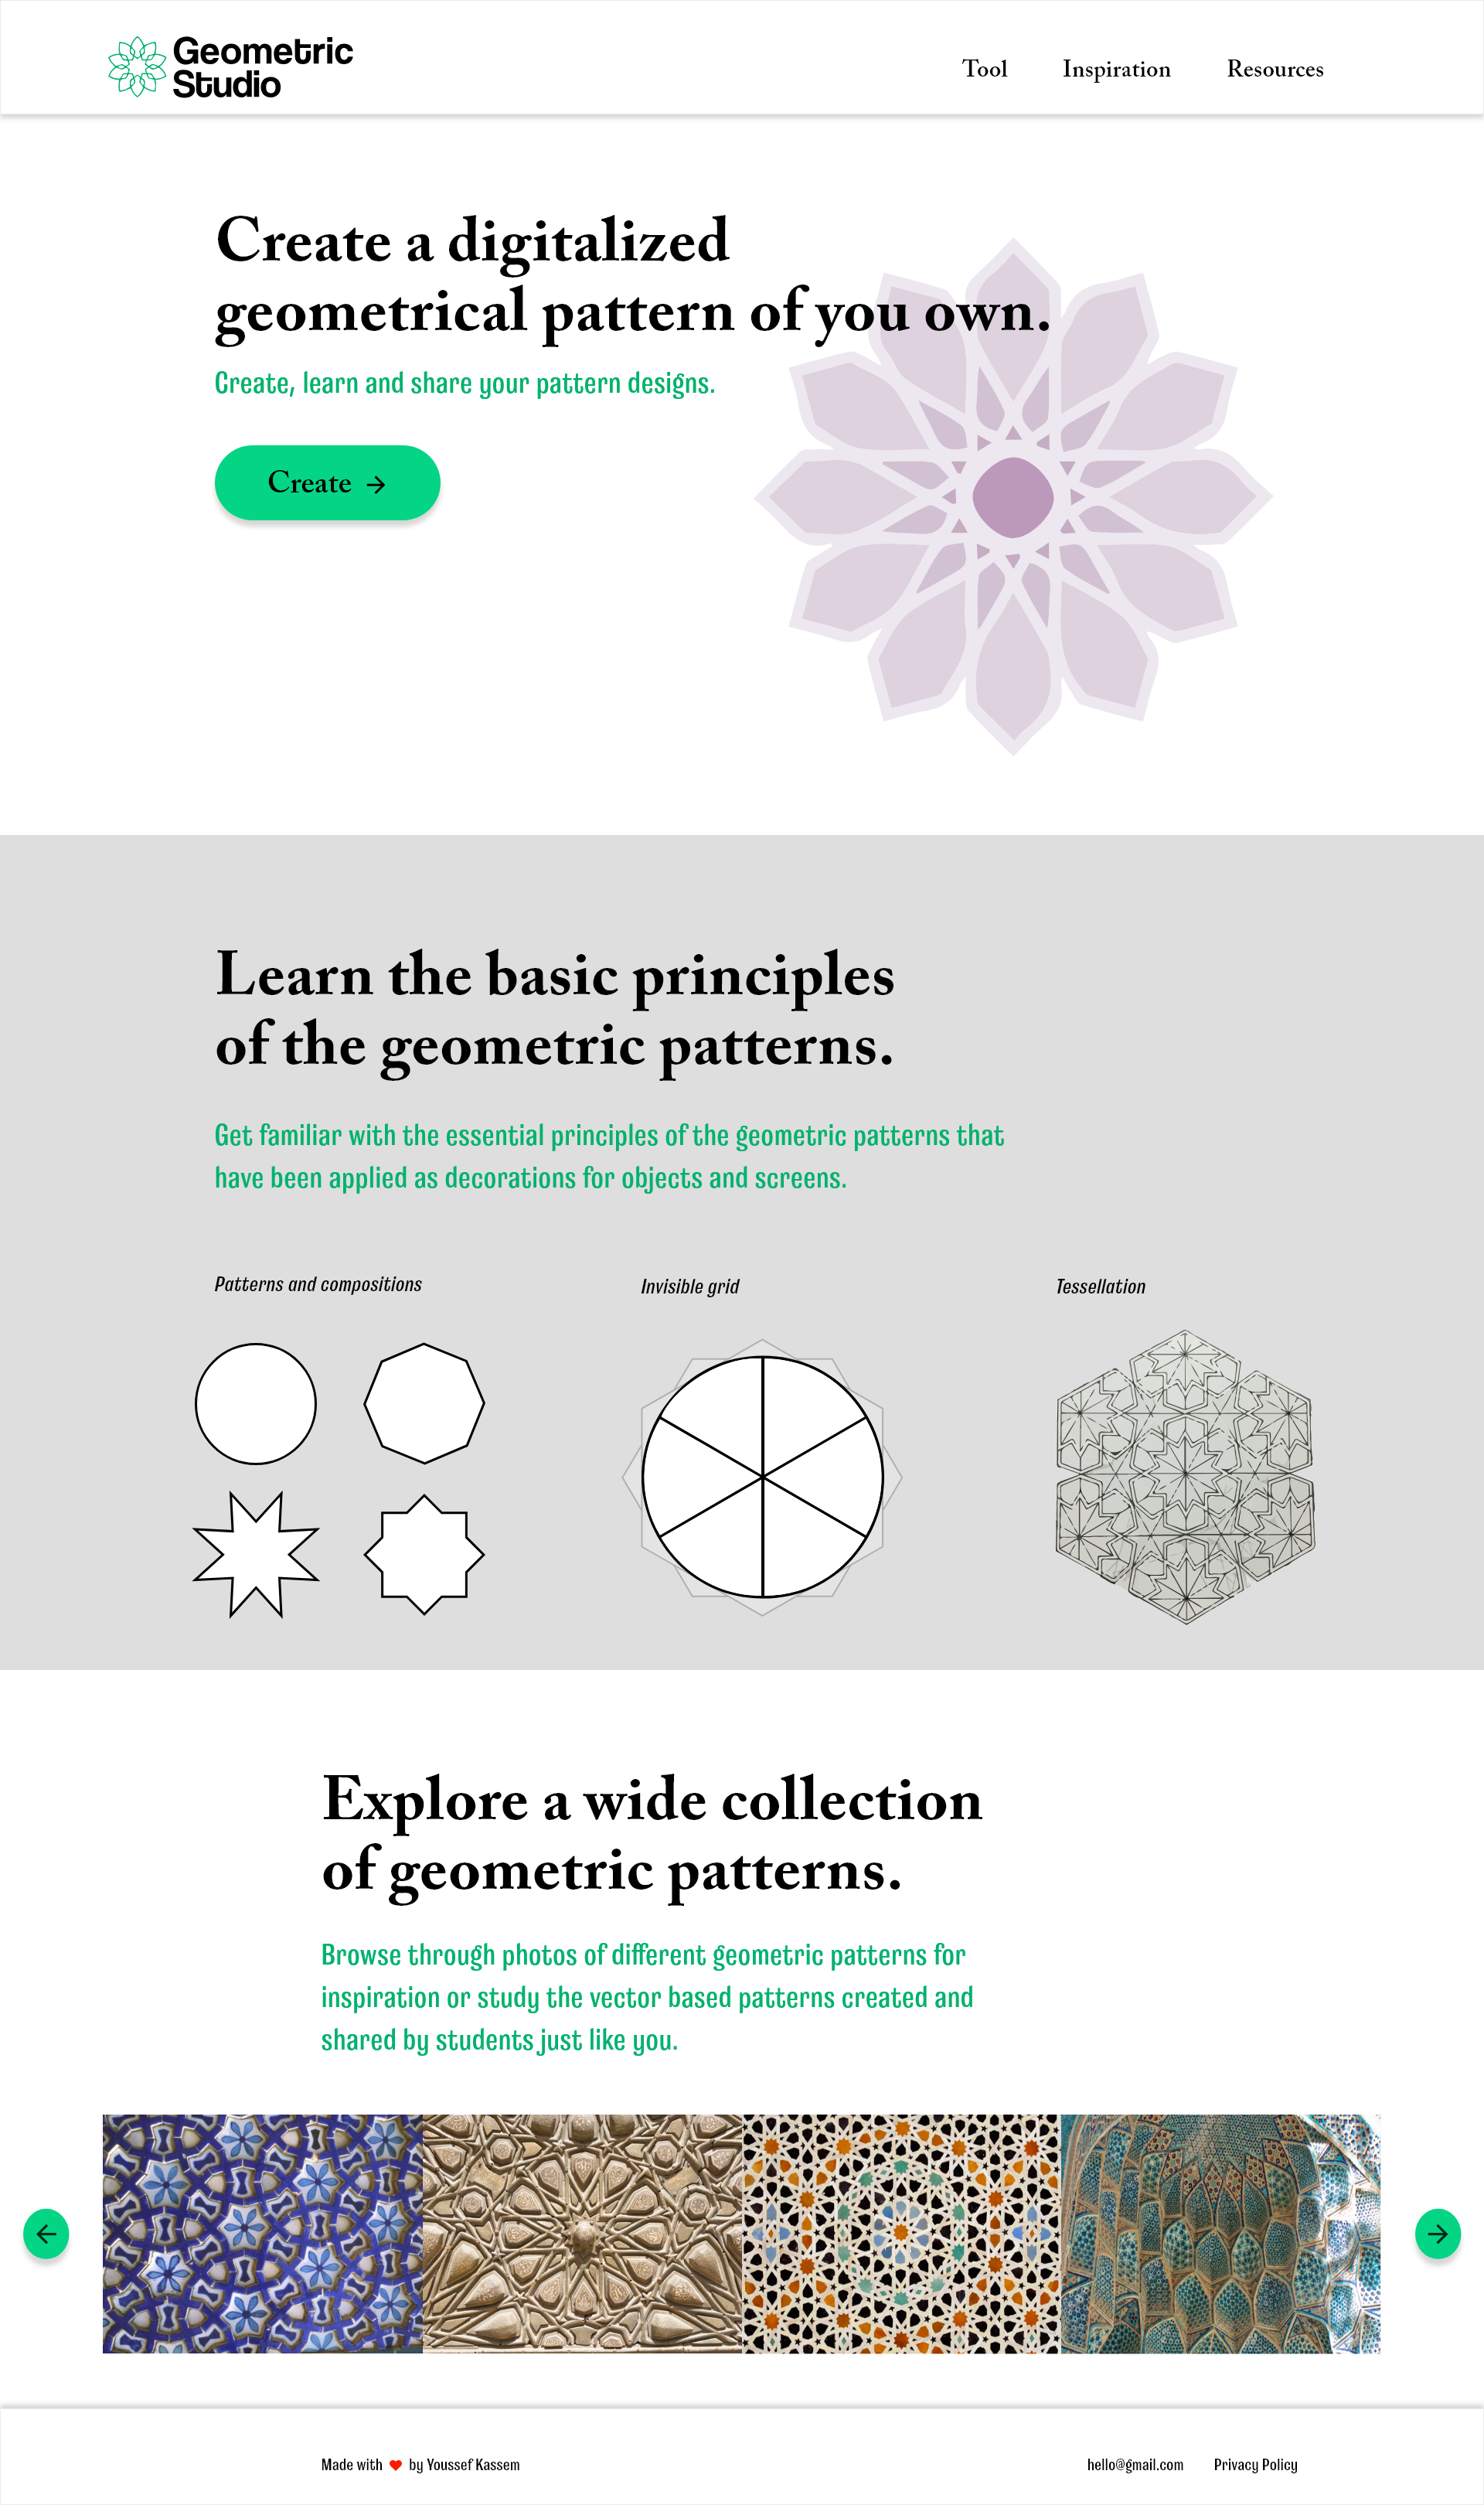 Geometric
Studio
Tool
Inspiration
Resources
Create a digitalized
geometrical pattern of you own.
Create, learn and share your pattern designs.
Create →
Learn the basic principles
of the geometric patterns.
Get familiar with the essential principles of the geometric patterns that
have been applied as decorations for objects and screens.
Patterns and compositions
Invisible grid
Tessellation
Explore a wide collection
of geometric patterns.
Browse through photos of different geometric patterns for
inspiration or study the vector based patterns created and
shared by students just like you.
Made with ♥ by Youssef Kassem
hello@gmail.com
Privacy Policy